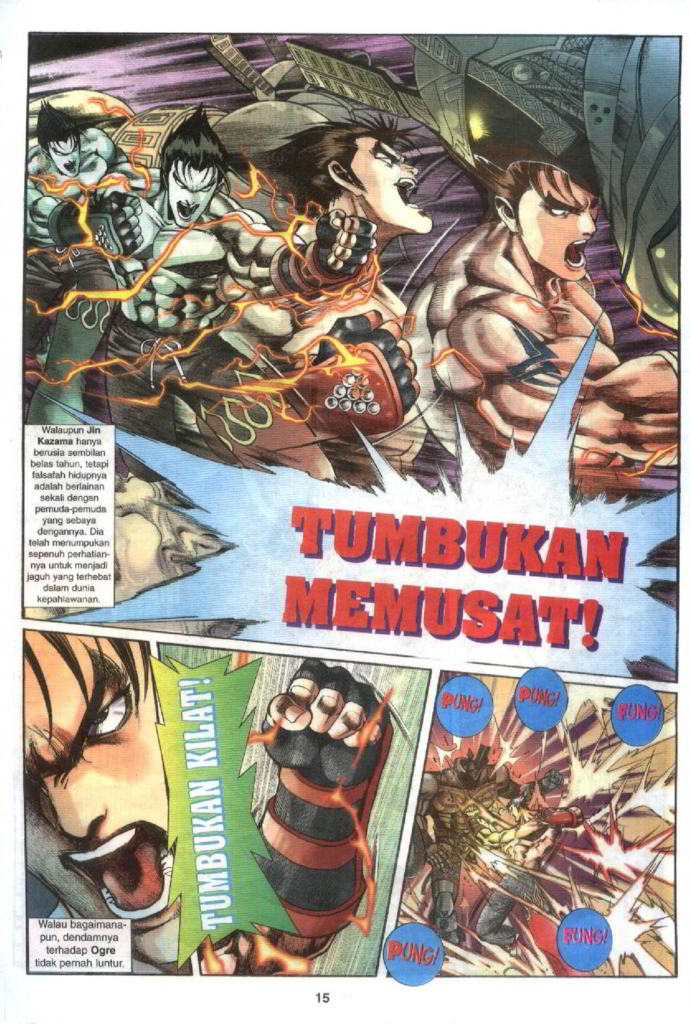 Walaupun Jin
Kazama hanya
berusia sembilan
belas tahun, tetapi
falsafah hidupnya
adalah berlainan
sekali dengan
pemuda-pemuda
yang sebaya
dengannya. Dia
telah menumpukan
sepenuh perhatian-
nya untuk menjadi
jaguh yang terhebat
dalam dunia
kepahlawanan.
TUMBUKAN
MEMUSAT!
TUMBUKAN KILAT!
Walau bagaimana-
pun, dendamnya
terhadap Ogre
tidak pernah luntur.
PUNG!
PUNG!
FUNG!
PUNG!
FUNG!
15